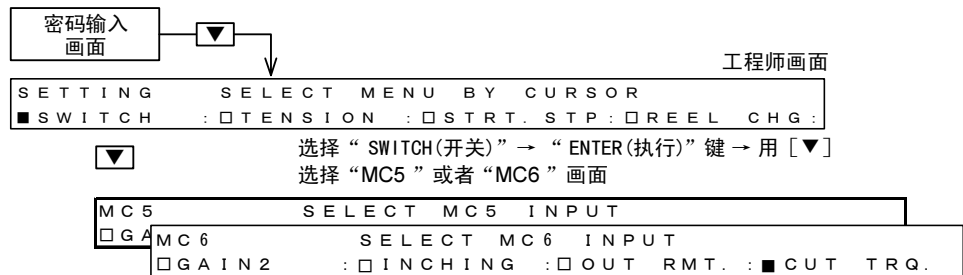 密码输入
画面
▼
工程师画面
SETTING SELECT MENU BY CURSOR
■SWITCH :□TENSION :□STRT. STP:□REEL CHG:
▼
选择“ SWITCH(开关)”→ “ ENTER(执行)”键 → 用［▼］
选择“MC5 ”或者“MC6 ”画面
MC5 SELECT MC5 INPUT
□GA
MC6 SELECT MC6 INPUT
□GAIN2 :□INCHING :□OUT RMT. :■CUT TRQ.